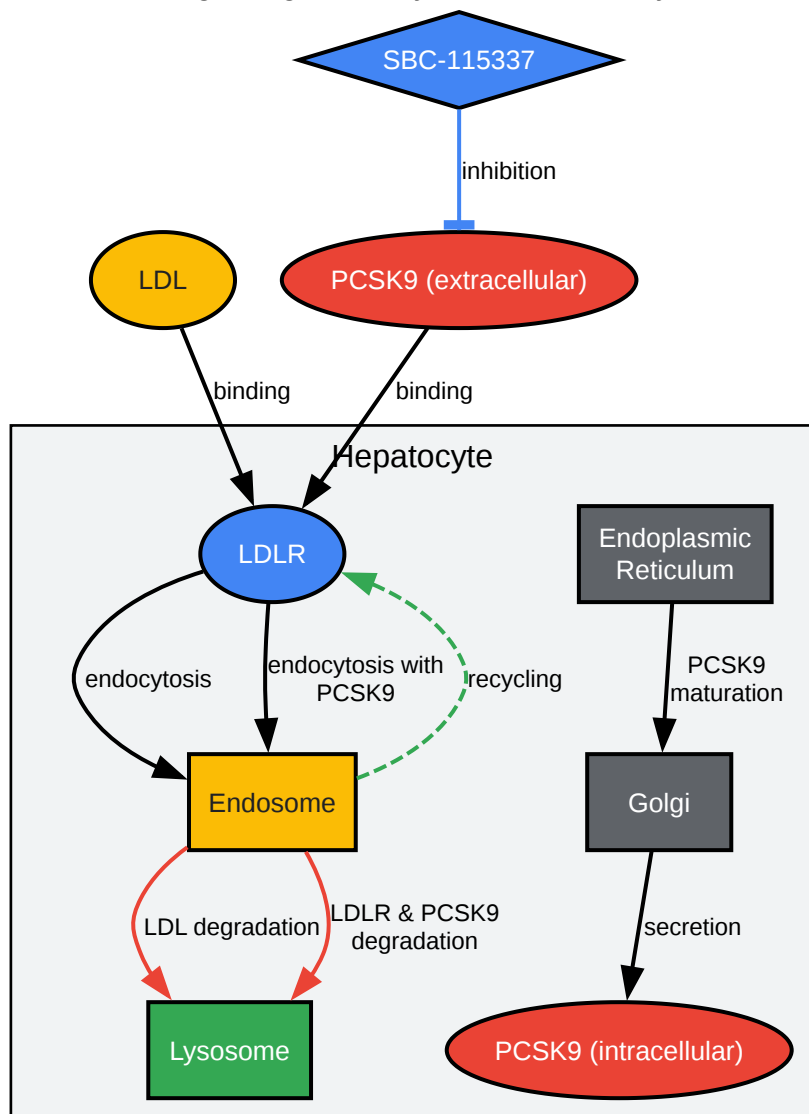 SBC-115337
inhibition
LDL
PCSK9 (extracellular)
binding
binding
Hepatocyte
LDLR
Endoplasmic
Reticulum
endocytosis
endocytosis with
PCSK9
recycling
PCSK9
maturation
Endosome
Golgi
LDL degradation
LDLR & PCSK9
degradation
secretion
Lysosome
PCSK9 (intracellular)